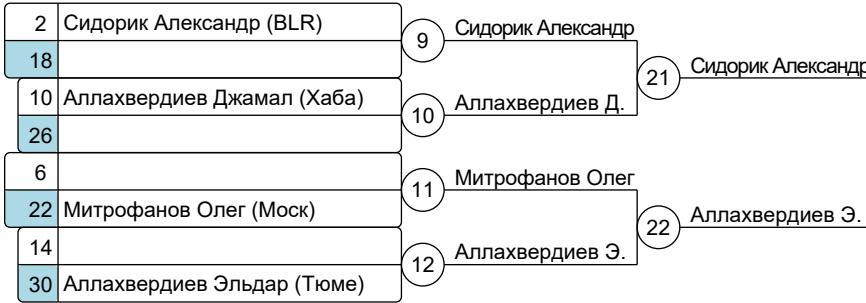 2 Сидорик Александр (BLR)
18
9 Сидорик Александр
10 Аллахвердиев Джамал (Хаба)
26
10 Аллахвердиев Д.
21 Сидорик Александр
6
22 Митрофанов Олег (Моск)
11 Митрофанов Олег
14
30 Аллахвердиев Эльдар (Тюме)
12 Аллахвердиев Э.
22 Аллахвердиев Э.